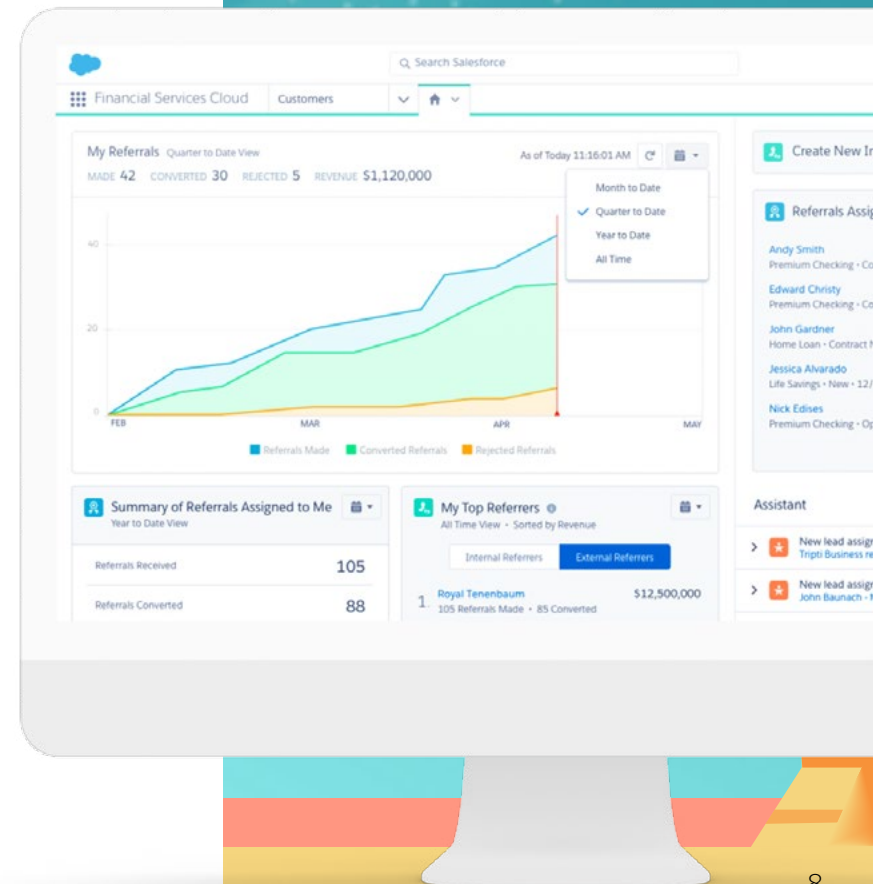 Search Salesforce
Financial Services Cloud
Customers
My Referrals Quarter to Date View
As of Today 11:16:01 AM
MADE 42 CONVERTED 30 REJECTED 5 REVENUE $1,120,000
Month to Date
Quarter to Date
Year to Date
All Time
40
20
0
FEB MAR APR MAY
Referrals Made Converted Referrals Rejected Referrals
Summary of Referrals Assigned to Me
Year to Date View
Referrals Received 105
Referrals Converted 88
My Top Referrers
All Time View • Sorted by Revenue
Internal Referrers External Referrers
1. Royal Tenenbaum $12,500,000
105 Referrals Made • 85 Converted
Create New
Referrals
Andy Smith
Premium Checking •
Edward Christy
Premium Checking •
John Gardner
Home Loan • Contract
Jessica Alvarado
Life Savings • New • 12/
Nick Edises
Premium Checking •
Assistant
New lead
Tripti Business
New lead
John Baunach •
8